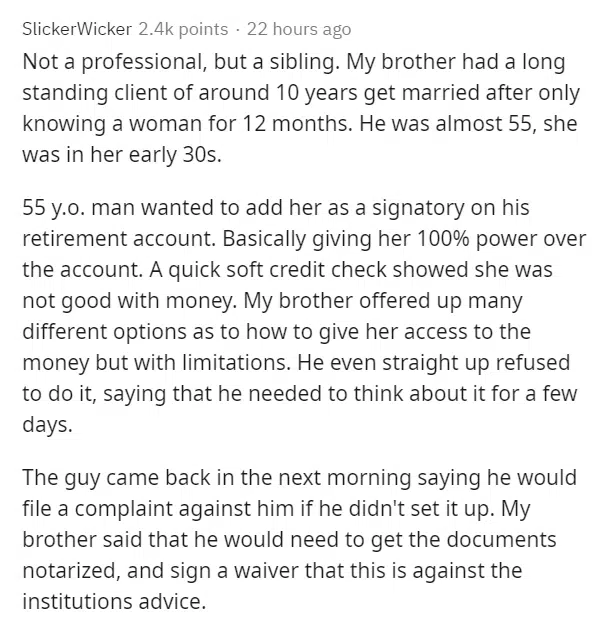 SlickerWicker 2.4k points · 22 hours ago
Not a professional, but a sibling. My brother had a long
standing client of around 10 years get married after only
knowing a woman for 12 months. He was almost 55, she
was in her early 30s.
55 y.o. man wanted to add her as a signatory on his
retirement account. Basically giving her 100% power over
the account. A quick soft credit check showed she was
not good with money. My brother offered up many
different options as to how to give her access to the
money but with limitations. He even straight up refused
to do it, saying that he needed to think about it for a few
days.
The guy came back in the next morning saying he would
file a complaint against him if he didn't set it up. My
brother said that he would need to get the documents
notarized, and sign a waiver that this is against the
institutions advice.